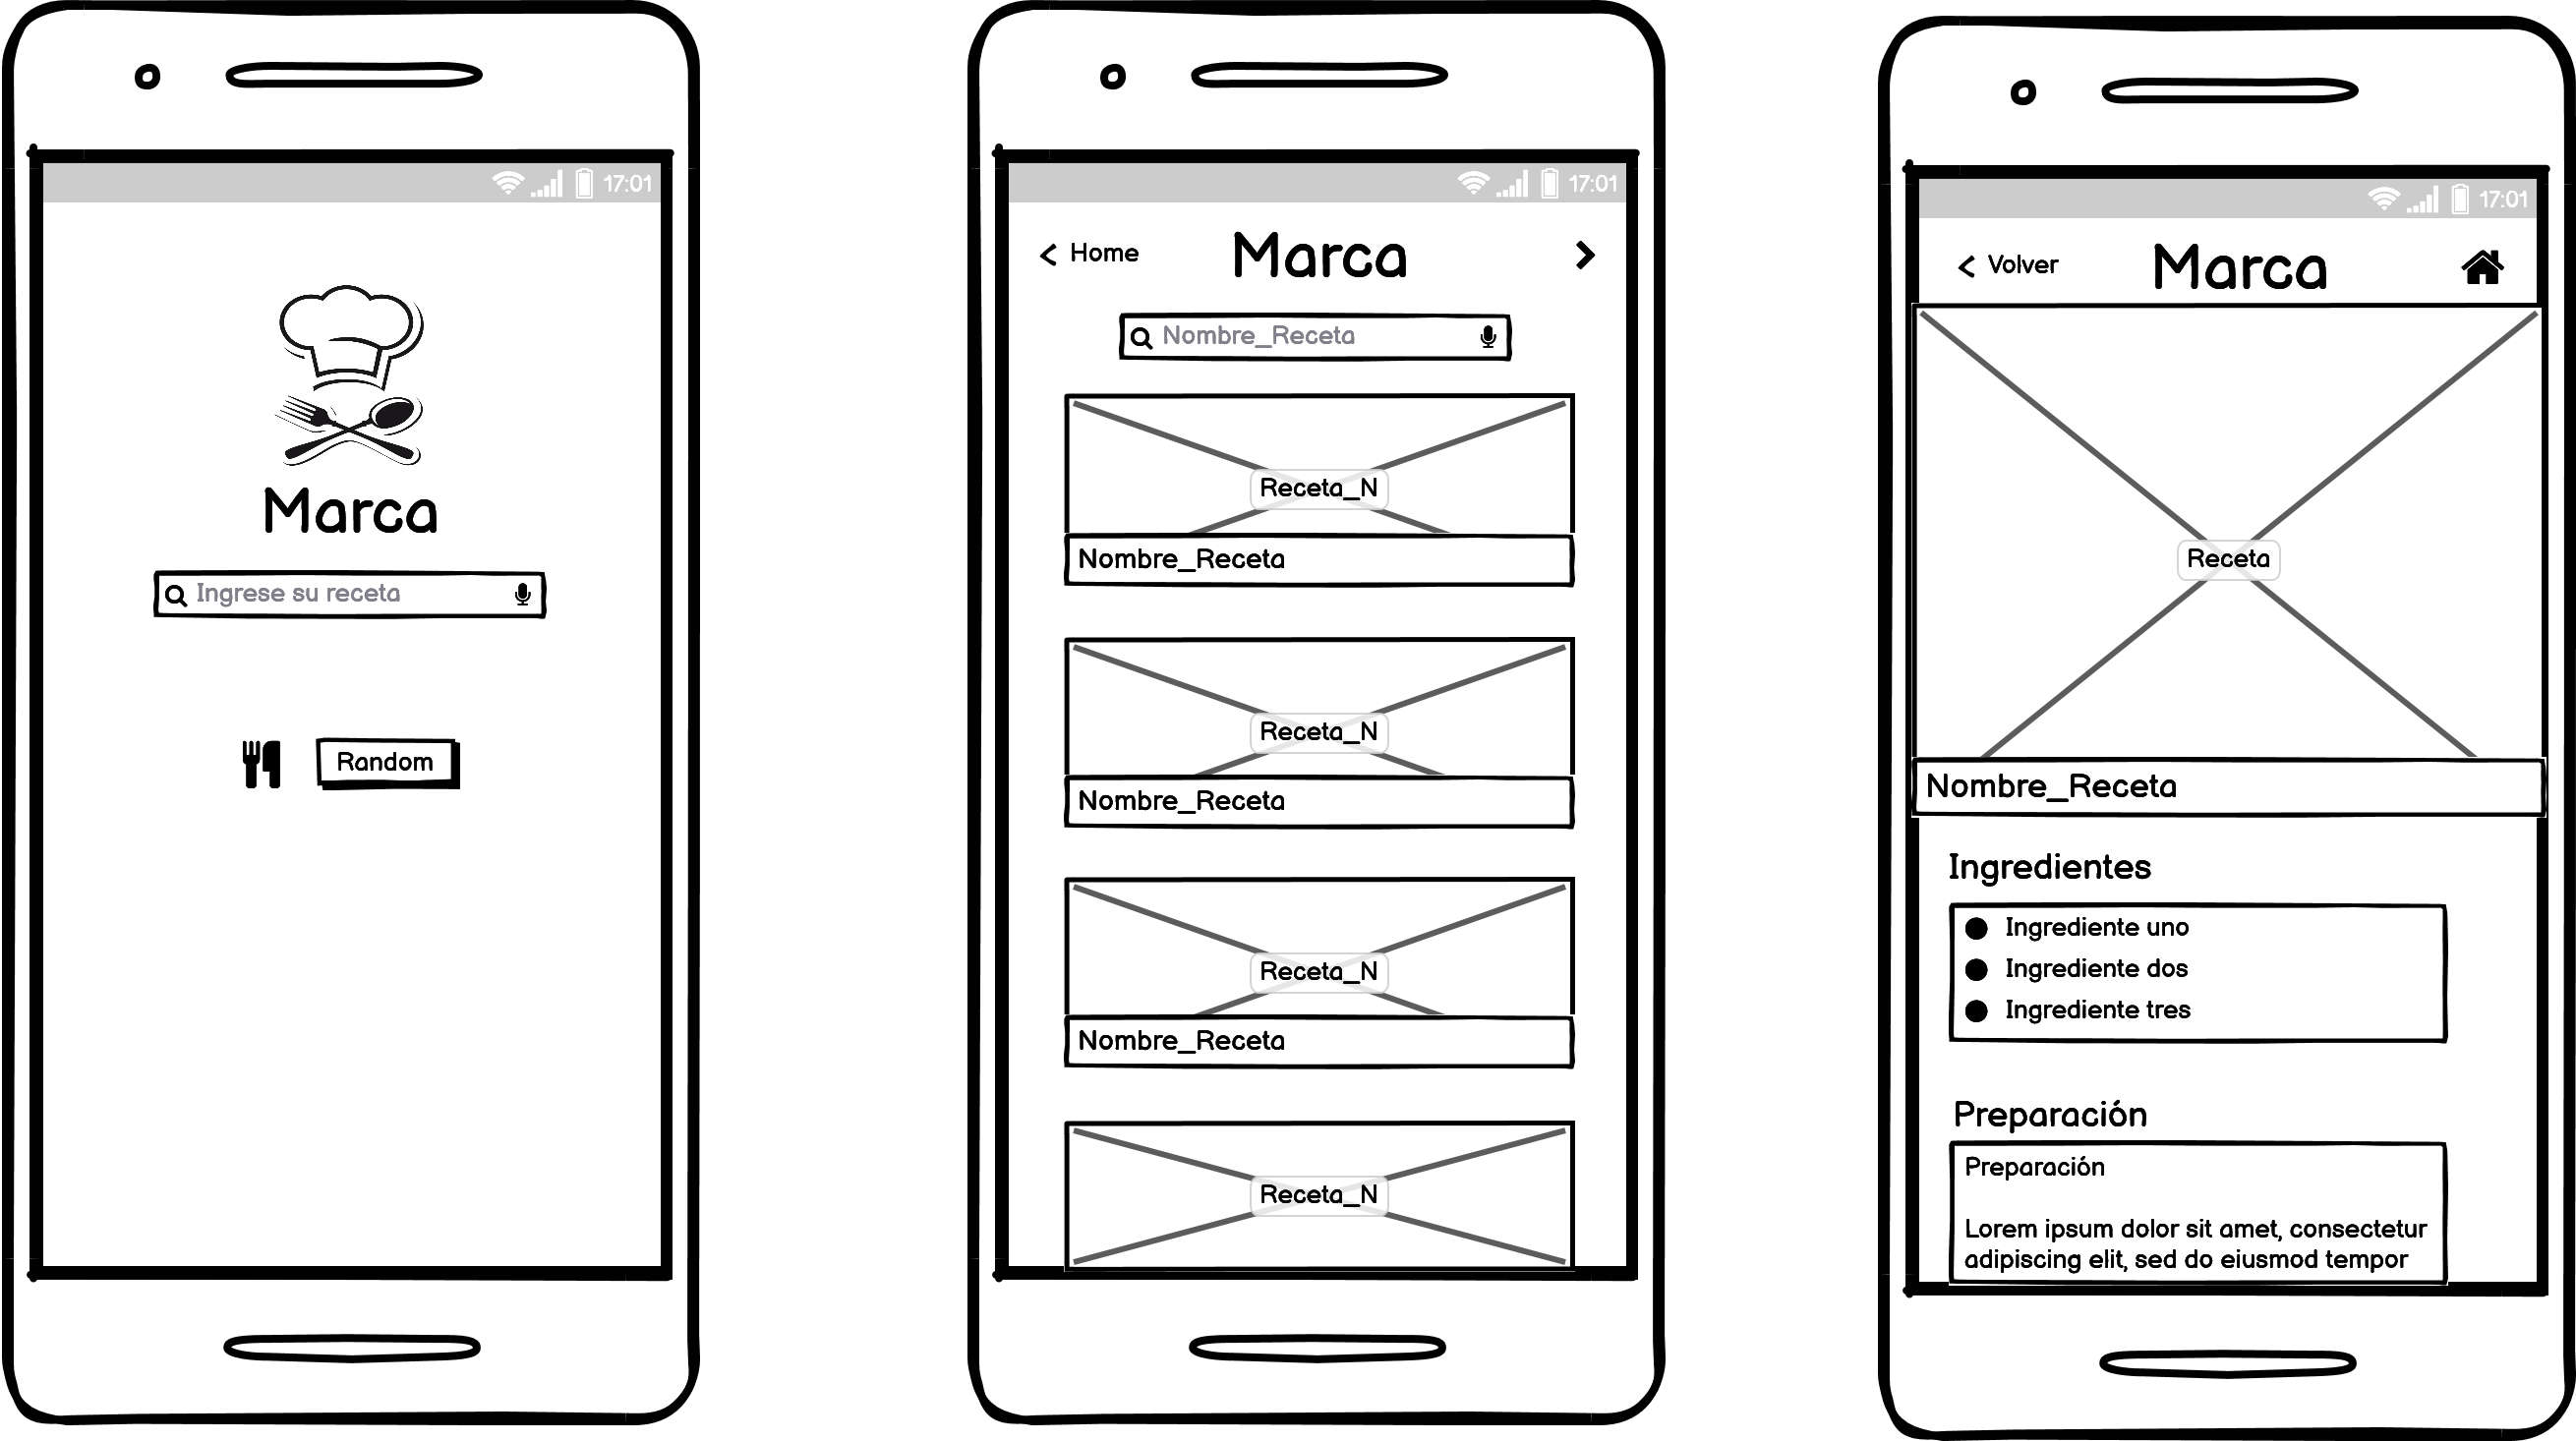 17:01
Marca
Ingrese su receta
Random
17:01
Home
Marca
Nombre_Receta
Receta_N
Nombre_Receta
Receta_N
Nombre_Receta
Receta_N
Nombre_Receta
Receta_N
17:01
Volver
Marca
Receta
Nombre_Receta
Ingredientes
Ingrediente uno
Ingrediente dos
Ingrediente tres
Preparación
Preparación
Lorem ipsum dolor sit amet, consectetur
adipiscing elit, sed do eiusmod tempor